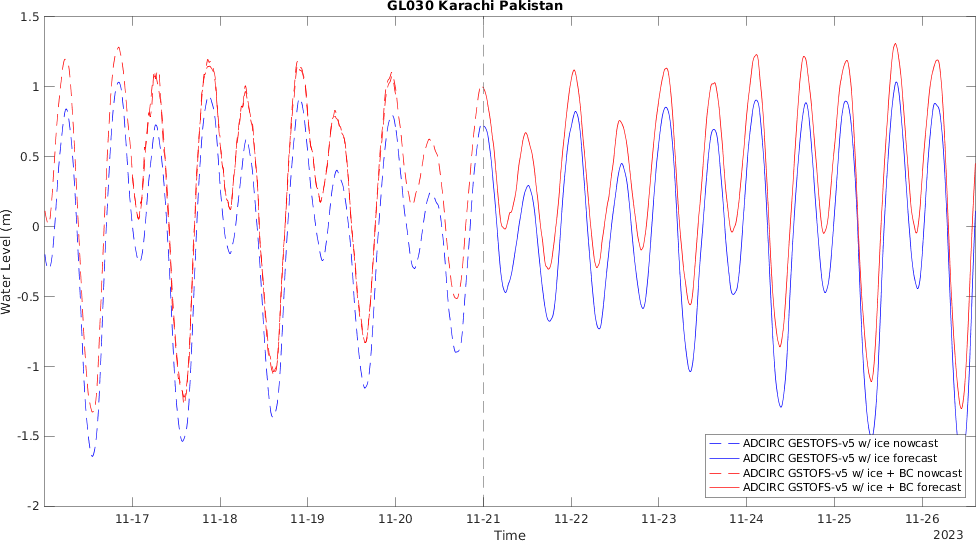 GL030 Karachi Pakistan
1.5
1
0.5
0
-0.5
-1
-1.5
-2
Water Level (m)
ADCIRC GESTOFS-v5 w/ ice nowcast
ADCIRC GESTOFS-v5 w/ ice forecast
ADCIRC GSTOFS-v5 w/ ice + BC nowcast
ADCIRC GSTOFS-v5 w/ ice + BC forecast
11-17 11-18 11-19 11-20 11-21 11-22 11-23 11-24 11-25 11-26
Time
2023